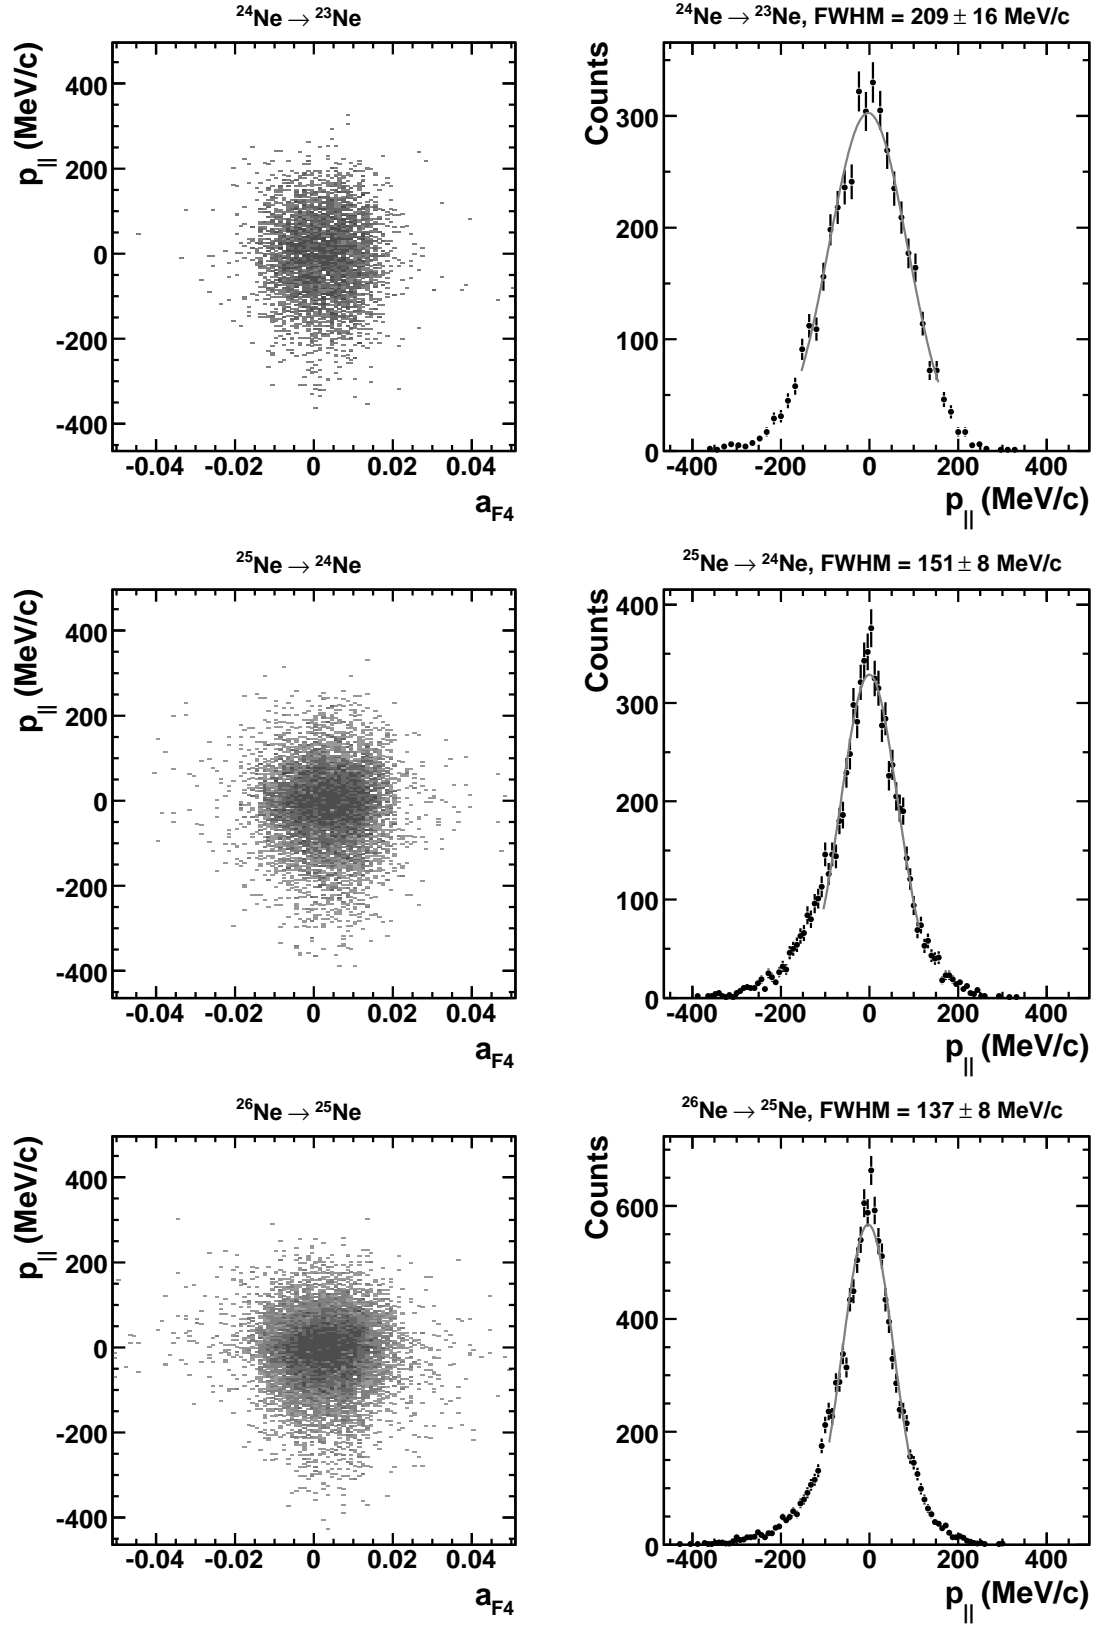 ²⁴Ne → ²³Ne
p|| (MeV/c)
400
200
0
-200
-400
-0.04 -0.02 0 0.02 0.04
aF4
²⁴Ne → ²³Ne, FWHM = 209 ± 16 MeV/c
Counts
300
200
100
0
-400 -200 0 200 400
p|| (MeV/c)
²⁵Ne → ²⁴Ne
p|| (MeV/c)
400
200
0
-200
-400
-0.04 -0.02 0 0.02 0.04
aF4
²⁵Ne → ²⁴Ne, FWHM = 151 ± 8 MeV/c
Counts
400
300
200
100
0
-400 -200 0 200 400
p|| (MeV/c)
²⁶Ne → ²⁵Ne
p|| (MeV/c)
400
200
0
-200
-400
-0.04 -0.02 0 0.02 0.04
aF4
²⁶Ne → ²⁵Ne, FWHM = 137 ± 8 MeV/c
Counts
600
400
200
0
-400 -200 0 200 400
p|| (MeV/c)